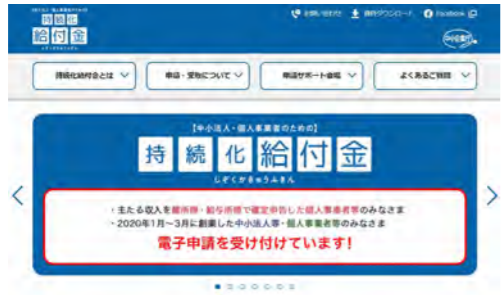 持続化
給付金
お問い合わせ
資料ダウンロード
Facebook
持続化給付金とは
申請・受給について
申請サポート会場
よくあるご質問
【中小法人・個人事業者のための】
持続化給付金
じぞくかきゅうふきん
・主たる収入を雑所得・給与所得で確定申告した個人事業者等のみなさま
・2020年1月～3月に創業した中小法人等・個人事業者等のみなさま
電子申請を受け付けています!